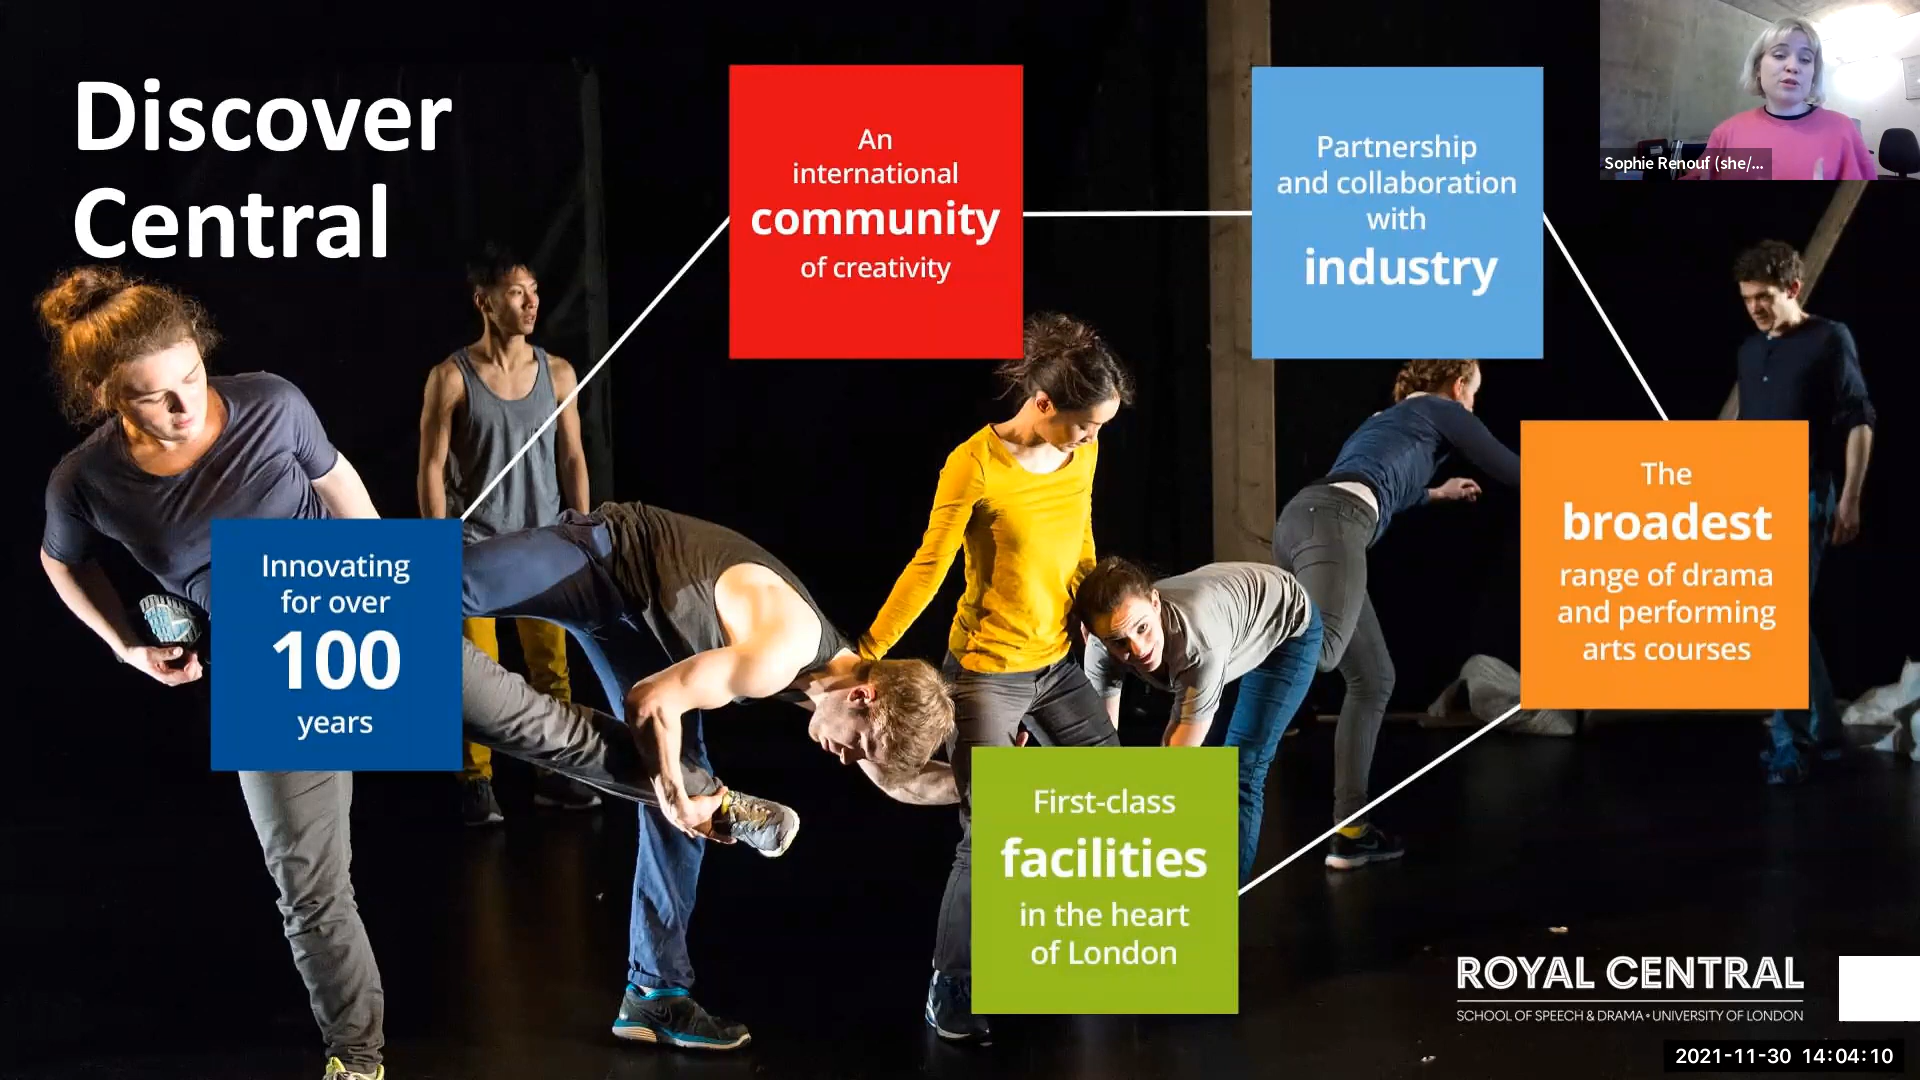 Discover
Central
An
international
community
of creativity
Partnership
and collaboration
with
industry
Sophie Renouf (she/...
The
broadest
range of drama
and performing
arts courses
Innovating
for over
100
years
First-class
facilities
in the heart
of London
ROYAL CENTRAL
SCHOOL OF SPEECH & DRAMA • UNIVERSITY OF LONDON
2021-11-30 14:04:10